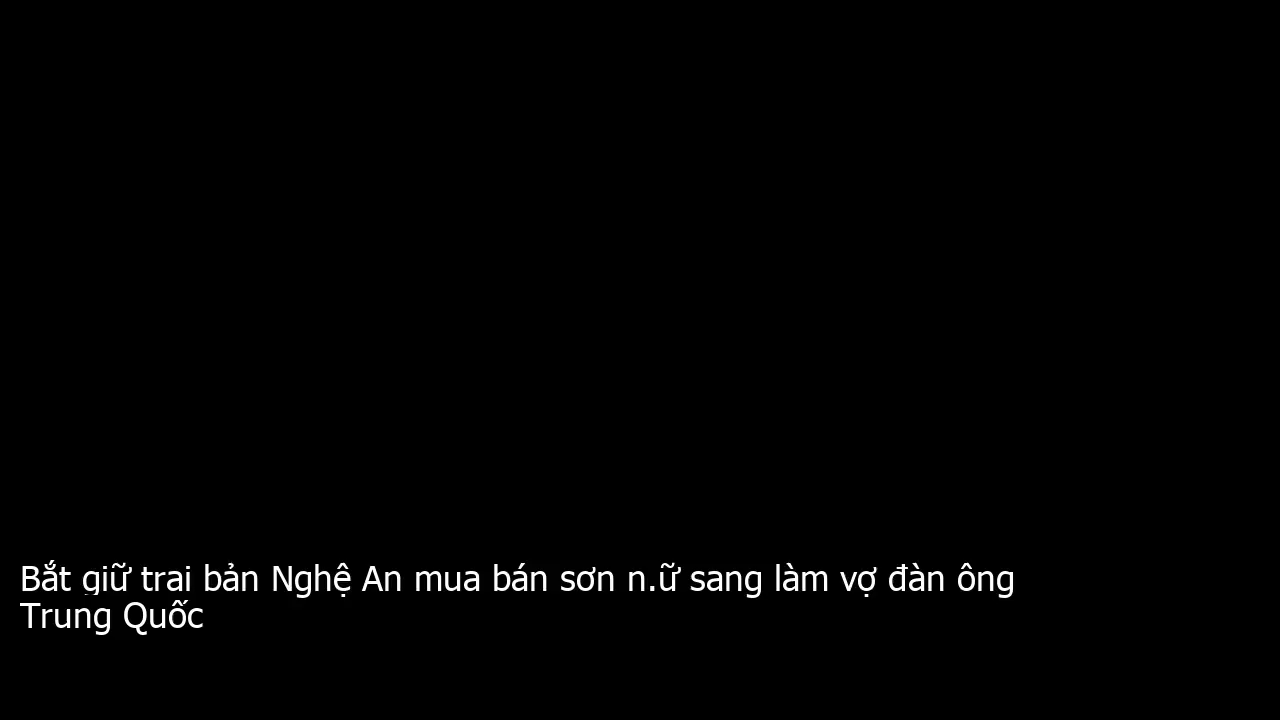 Bắt giữ trai bản Nghệ An mua bán sơn n.ữ sang làm vợ đàn ông
Trung Quốc